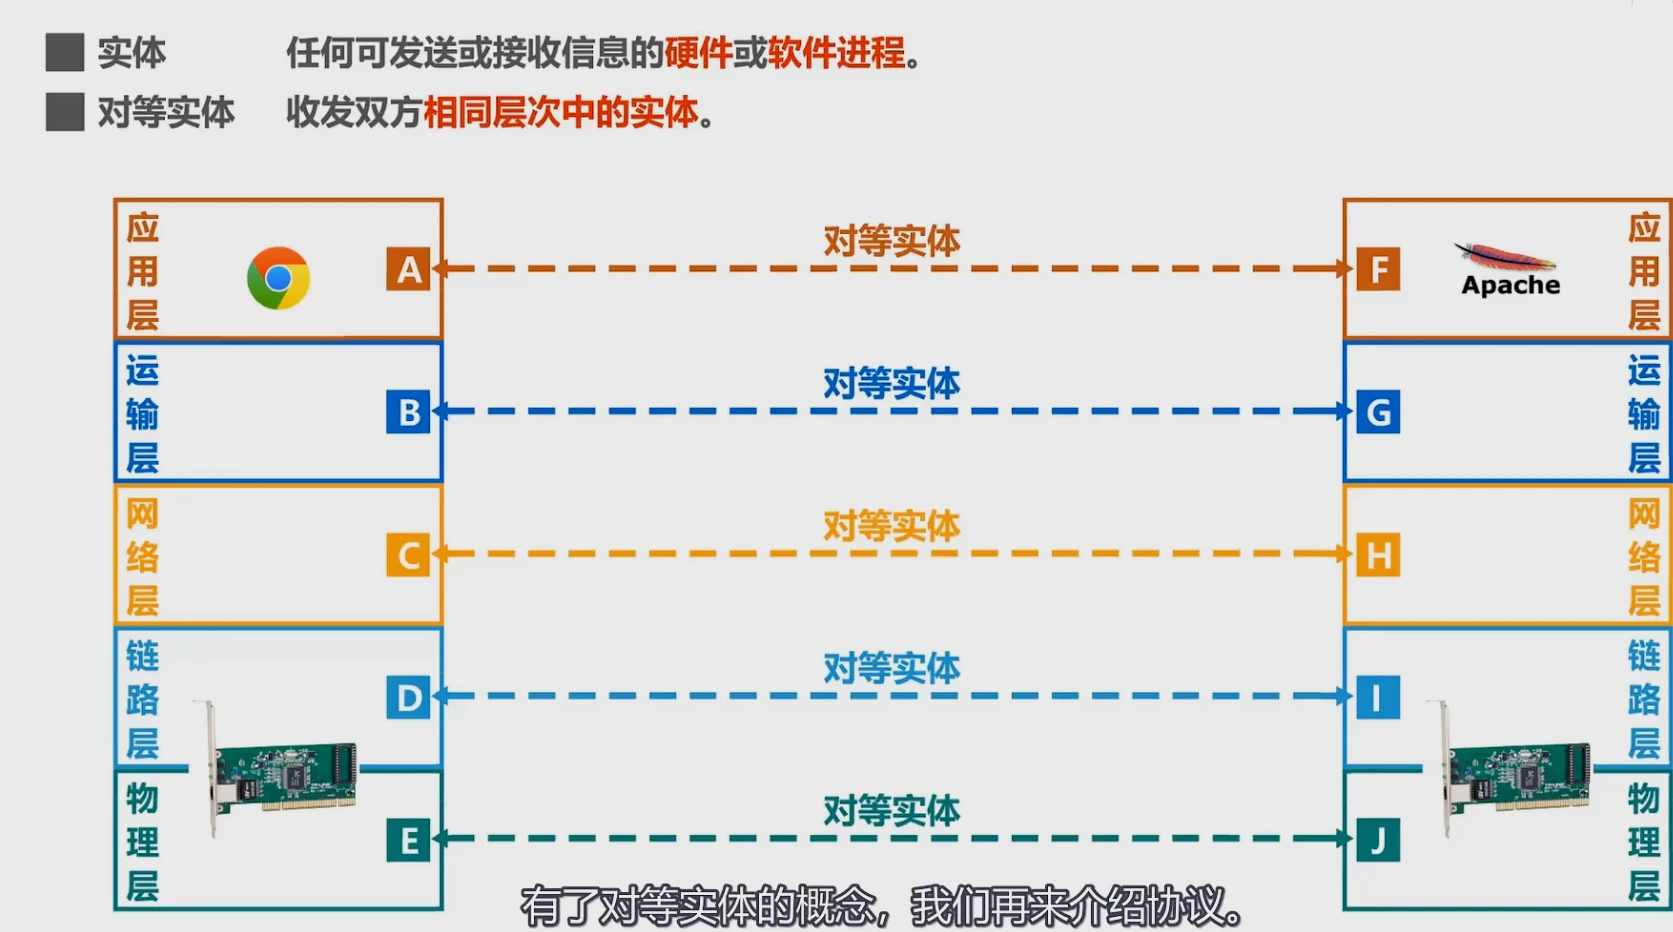 实体 任何可发送或接收信息的硬件或软件进程。
对等实体 收发双方相同层次中的实体。
应用层
A
对等实体
F
Apache
应用层
运输层
B
对等实体
G
运输层
网络层
C
对等实体
H
网络层
链路层
D
对等实体
I
链路层
物理层
E
对等实体
J
物理层
有了对等实体的概念，我们再来介绍协议。